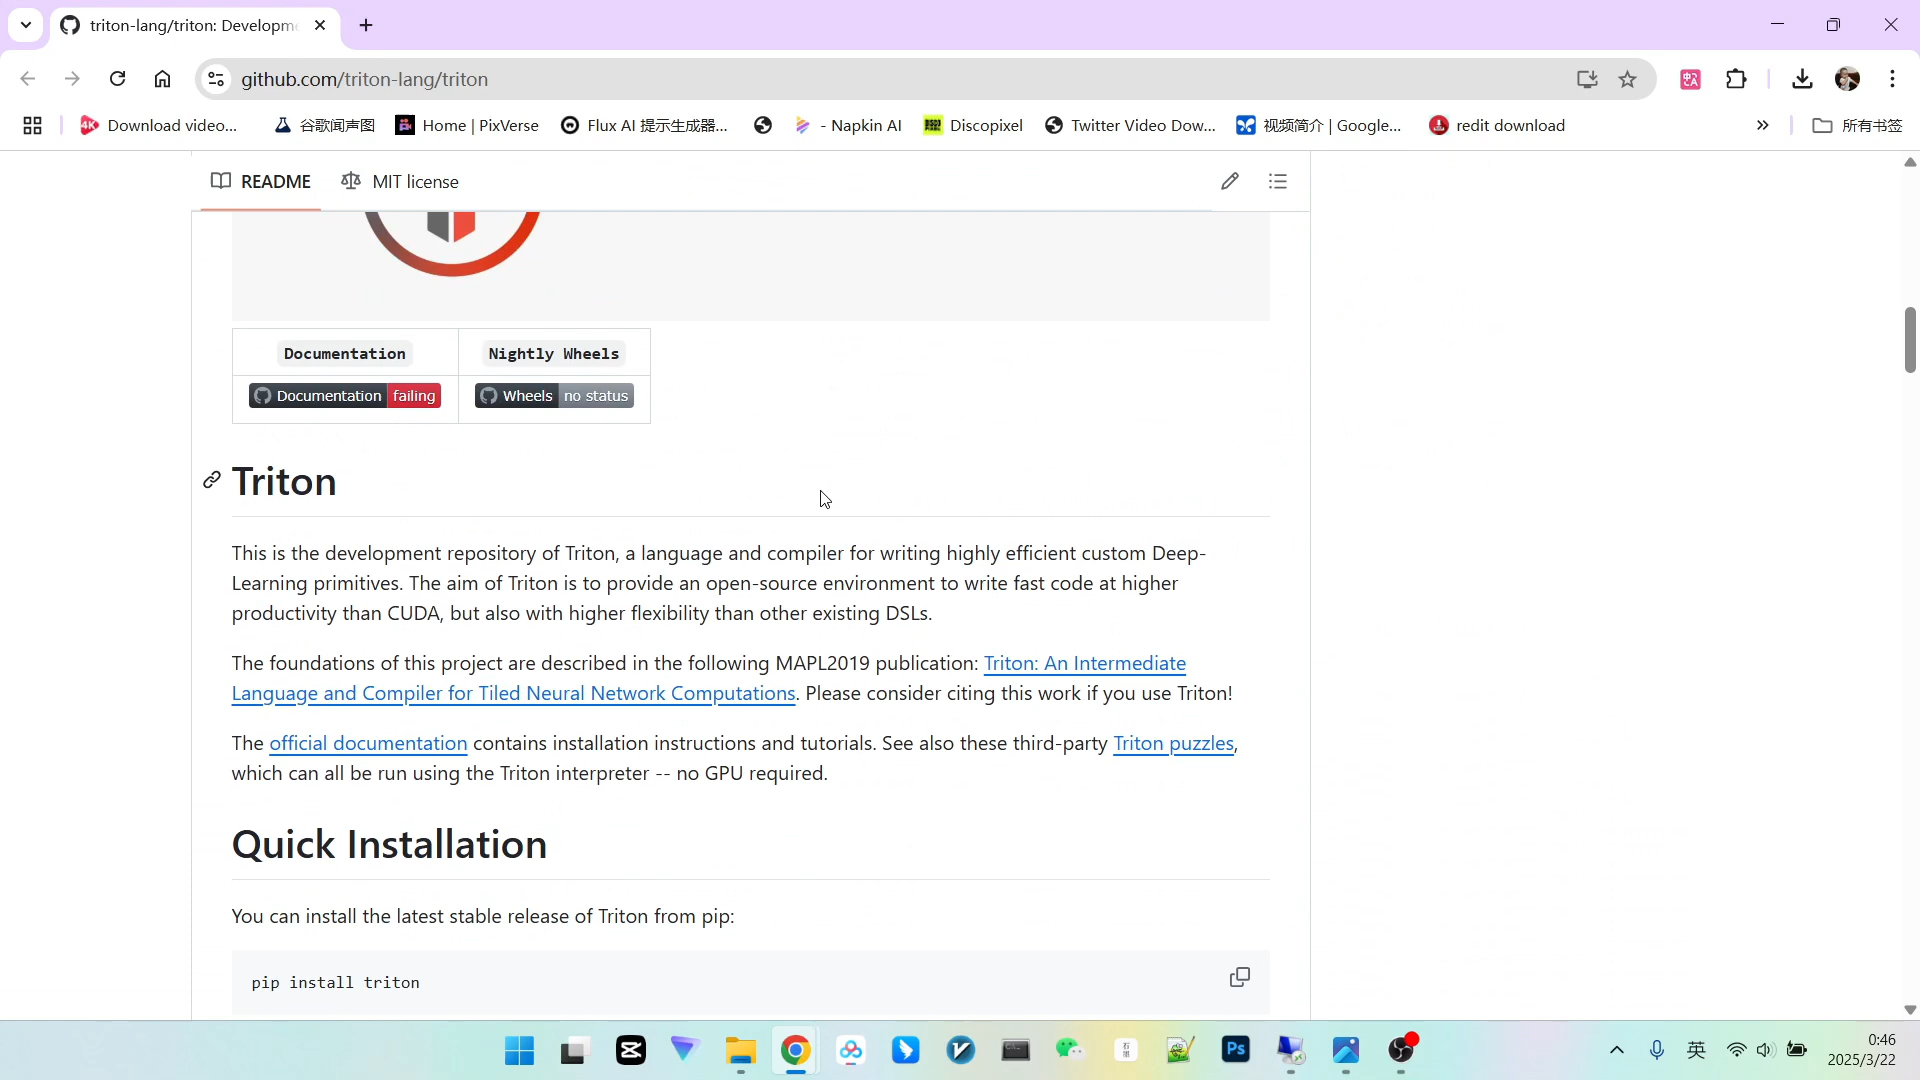 triton-lang/triton: Developm
github.com/triton-lang/triton
Download video...
谷歌闻声图
Home | PixVerse
Flux AI 提示生成器...
- Napkin AI
Discopixel
Twitter Video Dow...
视频简介 | Google...
redit download
»
所有书签
README
MIT license
Documentation
Nightly Wheels
Documentation failing
Wheels no status
Triton
This is the development repository of Triton, a language and compiler for writing highly efficient custom Deep-
Learning primitives. The aim of Triton is to provide an open-source environment to write fast code at higher
productivity than CUDA, but also with higher flexibility than other existing DSLs.
The foundations of this project are described in the following MAPL2019 publication: Triton: An Intermediate
Language and Compiler for Tiled Neural Network Computations. Please consider citing this work if you use Triton!
The official documentation contains installation instructions and tutorials. See also these third-party Triton puzzles,
which can all be run using the Triton interpreter -- no GPU required.
Quick Installation
You can install the latest stable release of Triton from pip:
pip install triton
Ps
英
0:46
2025/3/22